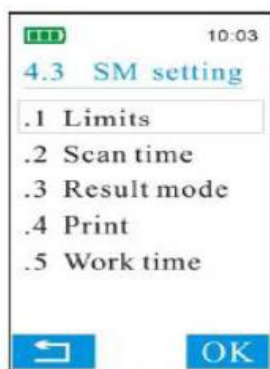 10:03
4.3 SM setting
.1 Limits
.2 Scan time
.3 Result mode
.4 Print
.5 Work time
OK